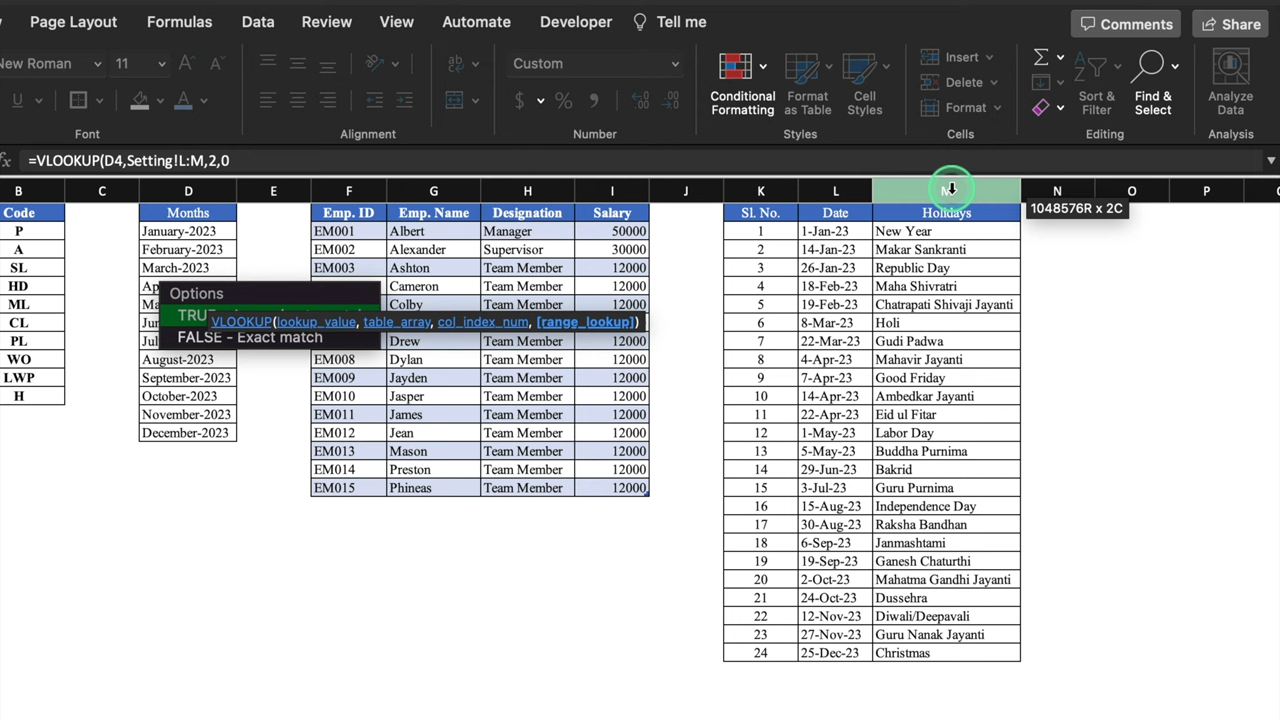 Page Layout Formulas Data Review View Automate Developer Tell me Comments Share
New Roman 11 Custom Insert
Delete
U $ % Conditional Formatting Format as Table Cell Styles Format Sort & Filter Find & Select Analyze Data
Font Alignment Number Styles Cells Editing Analysis
=VLOOKUP(D4,Setting!L:M,2,0
B C D E F G H I J K L M N O P
1048576R x 2C
Code Months Emp. ID Emp. Name Designation Salary Sl. No. Date Holidays
P January-2023 EM001 Albert Manager 50000 1 1-Jan-23 New Year
A February-2023 EM002 Alexander Supervisor 30000 2 14-Jan-23 Makar Sankranti
SL March-2023 EM003 Ashton Team Member 12000 3 26-Jan-23 Republic Day
HD Cameron Team Member 12000 4 18-Feb-23 Maha Shivratri
Options
ML Colby Team Member 12000 5 19-Feb-23 Chatrapati Shivaji Jayanti
TRUE
CL VLOOKUP(lookup_value, table_array, col_index_num, [range_lookup]) 6 8-Mar-23 Holi
FALSE - Exact match
PL Drew Team Member 12000 7 22-Mar-23 Gudi Padwa
WO August-2023 EM008 Dylan Team Member 12000 8 4-Apr-23 Mahavir Jayanti
LWP September-2023 EM009 Jayden Team Member 12000 9 7-Apr-23 Good Friday
H October-2023 EM010 Jasper Team Member 12000 10 14-Apr-23 Ambedkar Jayanti
November-2023 EM011 James Team Member 12000 11 22-Apr-23 Eid ul Fitar
December-2023 EM012 Jean Team Member 12000 12 1-May-23 Labor Day
EM013 Mason Team Member 12000 13 5-May-23 Buddha Purnima
EM014 Preston Team Member 12000 14 29-Jun-23 Bakrid
EM015 Phineas Team Member 12000 15 3-Jul-23 Guru Purnima
16 15-Aug-23 Independence Day
17 30-Aug-23 Raksha Bandhan
18 6-Sep-23 Janmashtami
19 19-Sep-23 Ganesh Chaturthi
20 2-Oct-23 Mahatma Gandhi Jayanti
21 24-Oct-23 Dussehra
22 12-Nov-23 Diwali/Deepavali
23 27-Nov-23 Guru Nanak Jayanti
24 25-Dec-23 Christmas